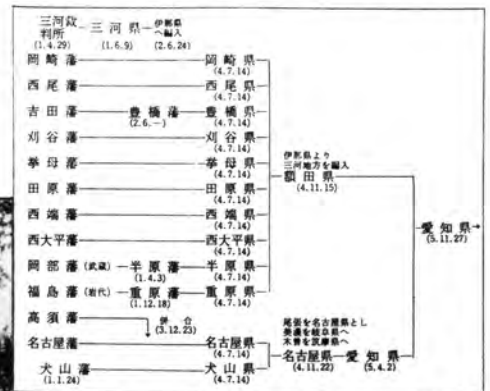 三河政判所 三河県 伊那県へ編入
(1.4.29) (1.6.9) (2.6.24)
岡崎藩 岡崎県
(4.7.14)
西尾藩 西尾県
(4.7.14)
吉田藩 豊橋藩 豊橋県
(2.6.―) (4.7.14)
刈谷藩 刈谷県
(4.7.14)
挙母藩 挙母県
(4.7.14)
田原藩 田原県
(4.7.14)
西端藩 西端県
(4.7.14)
西大平藩 西大平県
(4.7.14)
岡部藩(武蔵) 半原藩 半原県
(1.4.3) (4.7.14)
福島藩(岩代) 重原藩 重原県
(1.12.18) (4.7.14)
高須藩 併合
(3.12.23)
名古屋藩 名古屋県
(4.7.14)
犬山藩 犬山県
(1.1.24) (4.7.14)
伊那県より
三河地方を編入
額田県
(4.11.15)
尾張を名古屋県とし
美濃を岐阜県へ
木曽を筑摩県へ
名古屋県 愛知県
(4.11.22) (5.4.2)
愛知県
(5.11.27)